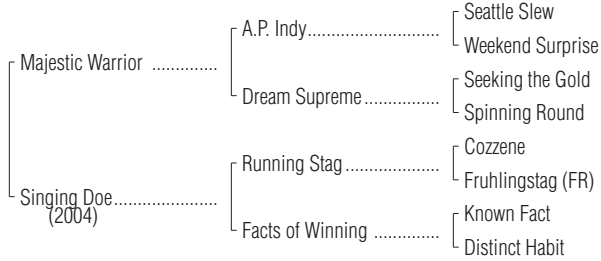 Seattle Slew
A.P. Indy..............................
Weekend Surprise
Majestic Warrior ...............
Seeking the Gold
Dream Supreme.................
Spinning Round
Cozzene
Running Stag.....................
Fruhlingstag (FR)
Singing Doe........................
(2004)
Known Fact
Facts of Winning ...............
Distinct Habit